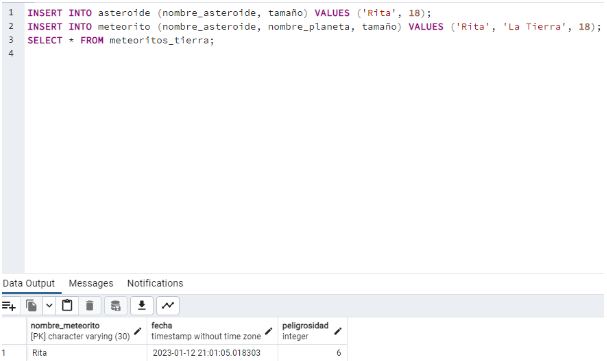 1 INSERT INTO asteroide (nombre_asteroide, tamaño) VALUES ('Rita', 18);
2 INSERT INTO meteorito (nombre_asteroide, nombre_planeta, tamaño) VALUES ('Rita', 'La Tierra', 18);
3 SELECT * FROM meteoritos_tierra;
4
Data Output Messages Notifications
nombre_meteorito fecha peligrosidad
[PK] character varying (30) timestamp without time zone integer
1 Rita 2023-01-12 21:01:05.018303 6